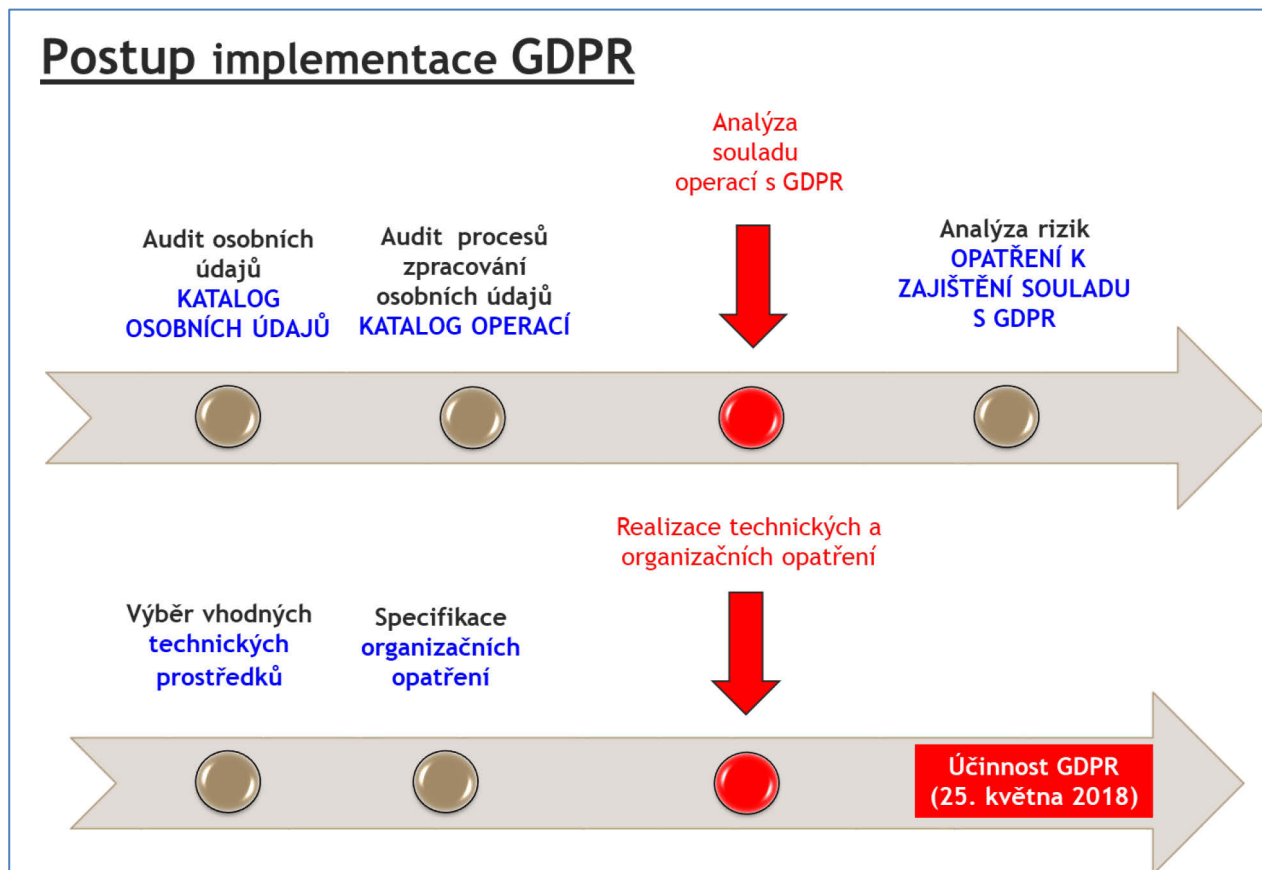 Postup implementace GDPR
Analýza
souladu
operací s GDPR
Audit osobních
údajů
KATALOG
OSOBNÍCH ÚDAJŮ
Audit procesů
zpracování
osobních údajů
KATALOG OPERACÍ
Analýza rizik
OPATŘENÍ K
ZAJIŠTĚNÍ SOULADU
S GDPR
Realizace technických a
organizačních opatření
Výběr vhodných
technických
prostředků
Specifikace
organizačních
opatření
Účinnost GDPR
(25. května 2018)